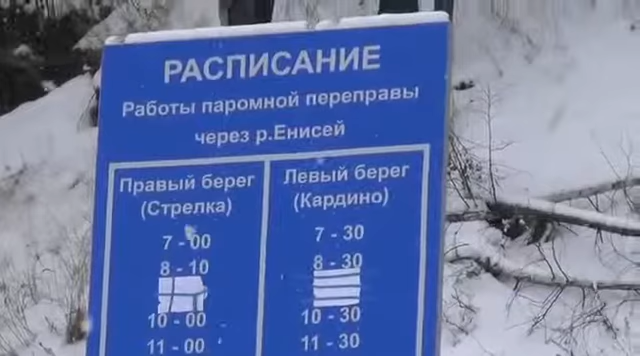 РАСПИСАНИЕ
Работы паромной переправы
через р.Енисей
Правый берег Левый берег
(Стрелка) (Кардино)
7 - 00 7 - 30
8 - 10 8 - 30
10 - 00 10 - 30
11 - 00 11 - 30